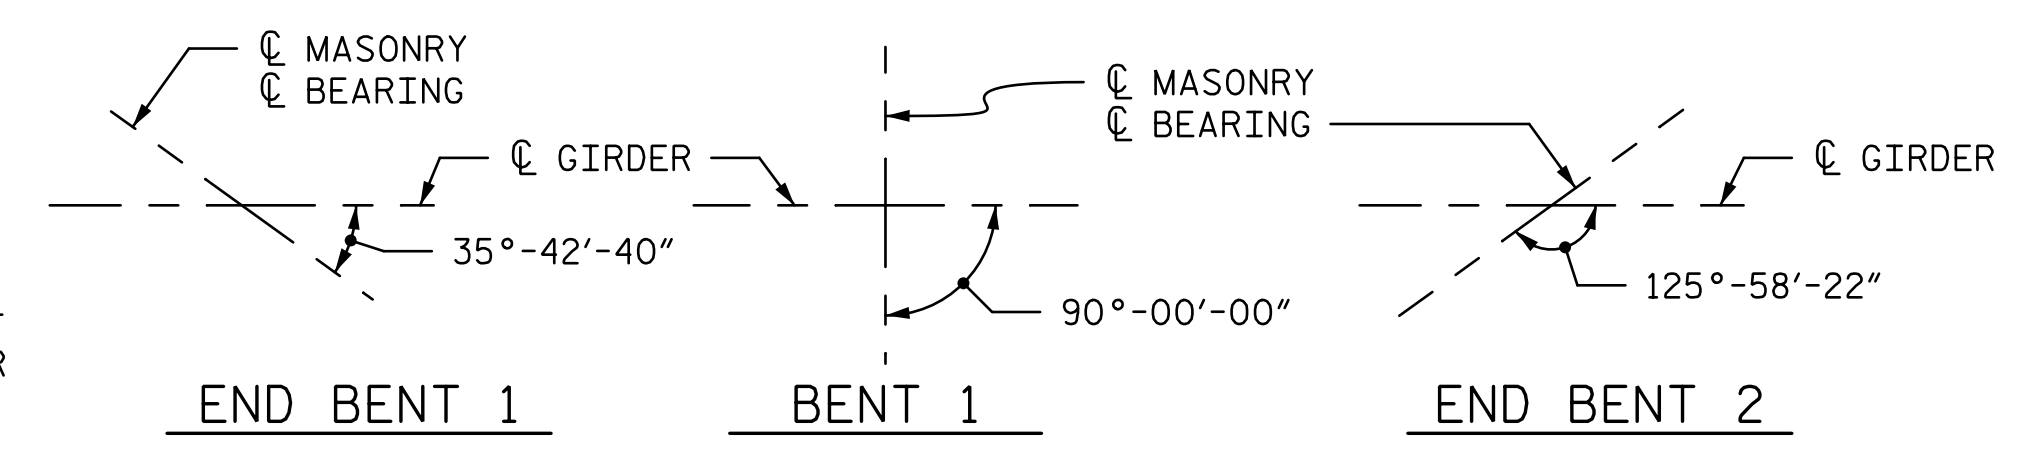 ℄ MASONRY
℄ BEARING
℄ GIRDER
35°-42'-40"
END BENT 1
℄ MASONRY
℄ BEARING
90°-00'-00"
BENT 1
℄ GIRDER
125°-58'-22"
END BENT 2
R